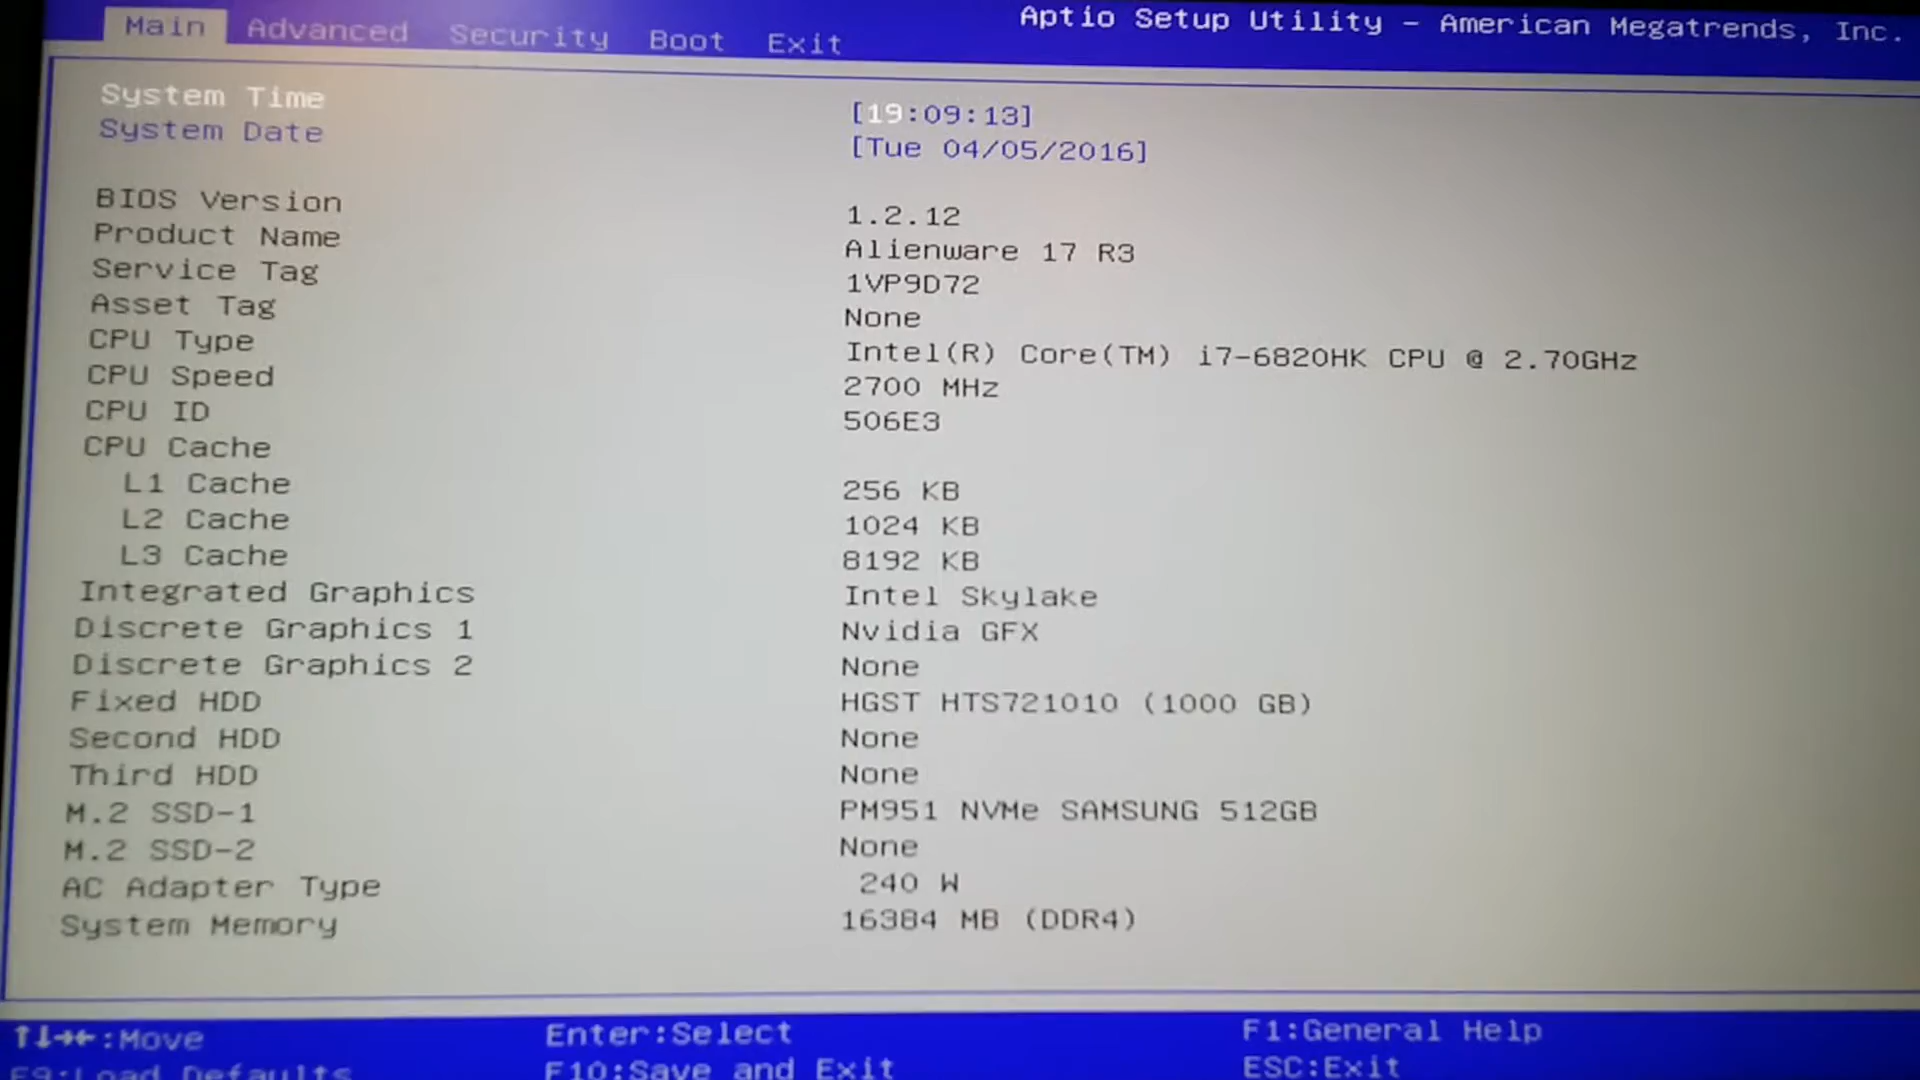 Aptio Setup Utility – American Megatrends, Inc.
Main Advanced Security Boot Exit
System Time [19:09:13]
System Date [Tue 04/05/2016]
BIOS Version 1.2.12
Product Name Alienware 17 R3
Service Tag 1VP9D72
Asset Tag None
CPU Type Intel(R) Core(TM) i7-6820HK CPU @ 2.70GHz
CPU Speed 2700 MHz
CPU ID 506E3
CPU Cache
L1 Cache 256 KB
L2 Cache 1024 KB
L3 Cache 8192 KB
Integrated Graphics Intel Skylake
Discrete Graphics 1 Nvidia GFX
Discrete Graphics 2 None
Fixed HDD HGST HTS721010 (1000 GB)
Second HDD None
Third HDD None
M.2 SSD-1 PM951 NVMe SAMSUNG 512GB
M.2 SSD-2 None
AC Adapter Type 240 W
System Memory 16384 MB (DDR4)
↑↓→←:Move Enter:Select F1:General Help
F9:Load Defaults F10:Save and Exit ESC:Exit